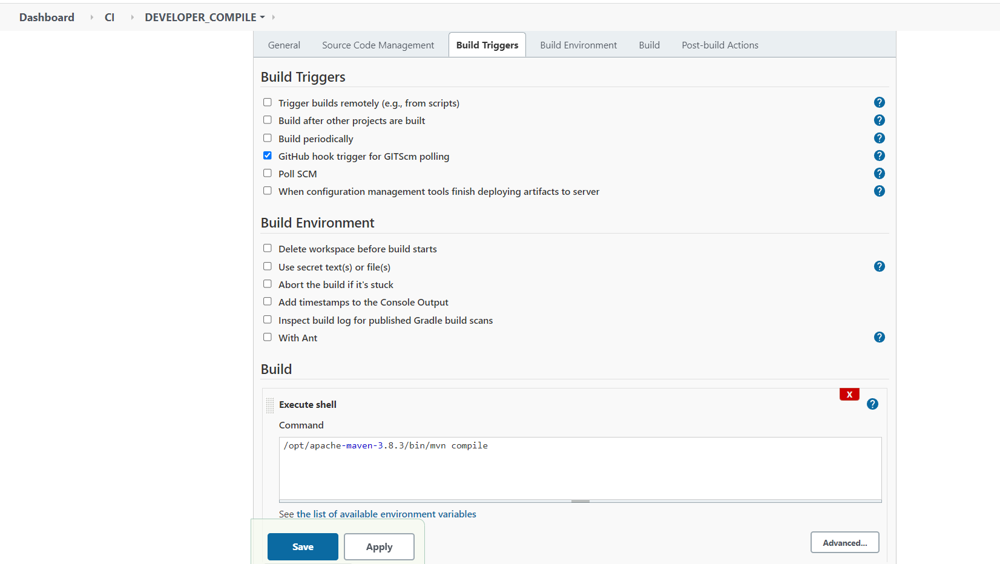 Dashboard CI DEVELOPER_COMPILE
General Source Code Management Build Triggers Build Environment Build Post-build Actions
Build Triggers
Trigger builds remotely (e.g., from scripts) ?
Build after other projects are built ?
Build periodically ?
GitHub hook trigger for GITScm polling ?
Poll SCM ?
When configuration management tools finish deploying artifacts to server ?
Build Environment
Delete workspace before build starts
Use secret text(s) or file(s) ?
Abort the build if it's stuck
Add timestamps to the Console Output
Inspect build log for published Gradle build scans
With Ant ?
Build
X
Execute shell ?
Command
/opt/apache-maven-3.8.3/bin/mvn compile
See the list of available environment variables
Save Apply Advanced...